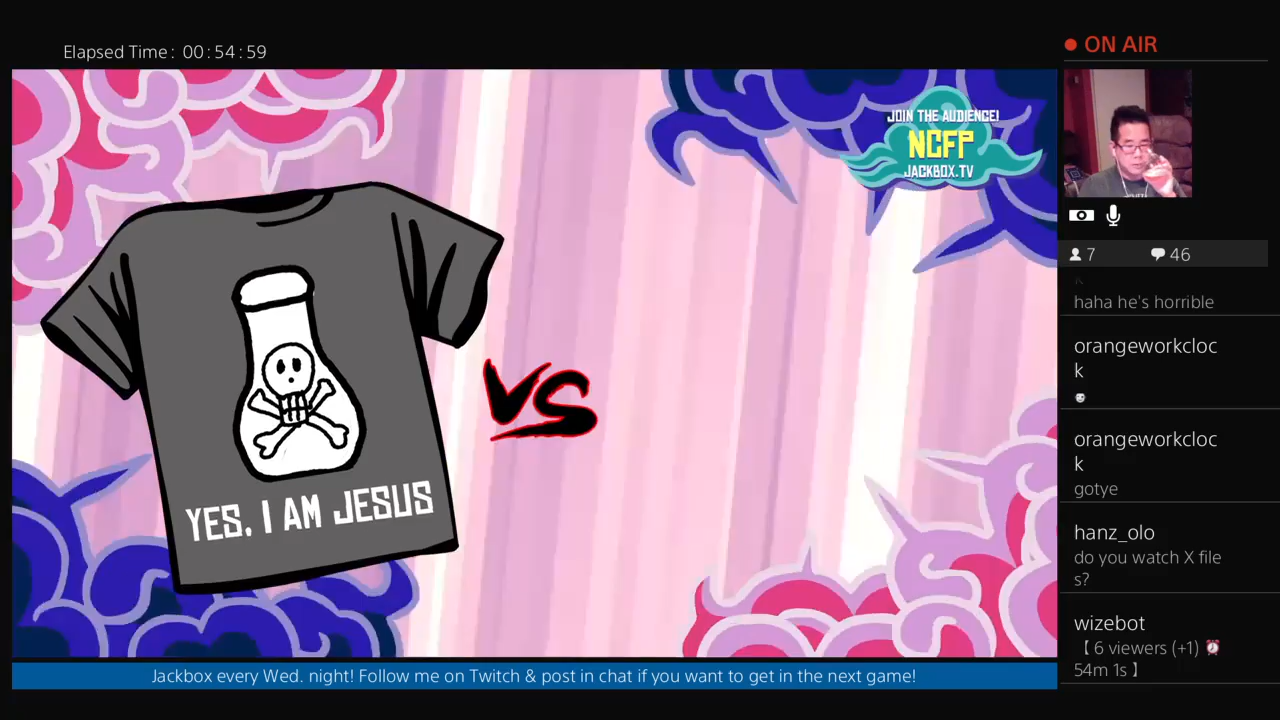 Elapsed Time: 00:54:59
ON AIR
JOIN THE AUDIENCE!
NCFP
JACKBOX.TV
7
46
haha he's horrible
orangeworkcloc
k
orangeworkcloc
k
gotye
hanz_olo
do you watch X file
s?
wizebot
【 6 viewers (+1) ⏰
54m 1s 】
VS
YES, I AM JESUS
Jackbox every Wed. night! Follow me on Twitch & post in chat if you want to get in the next game!